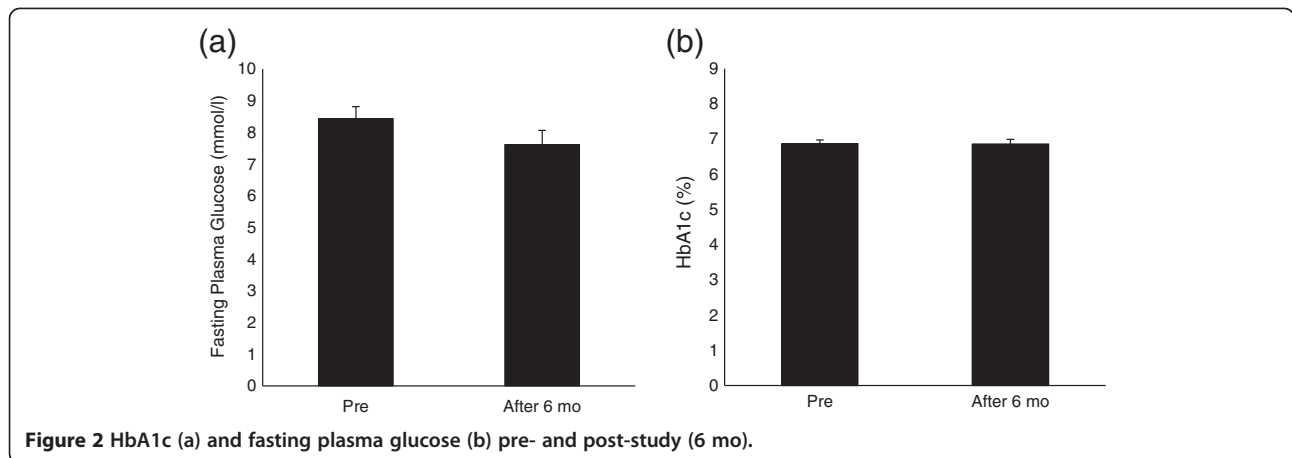 (a)
10
9
8
7
6
5
4
3
2
1
0
Fasting Plasma Glucose (mmol/l)
Pre
After 6 mo
(b)
9
8
7
6
5
4
3
2
1
0
HbA1c (%)
Pre
After 6 mo
Figure 2 HbA1c (a) and fasting plasma glucose (b) pre- and post-study (6 mo).